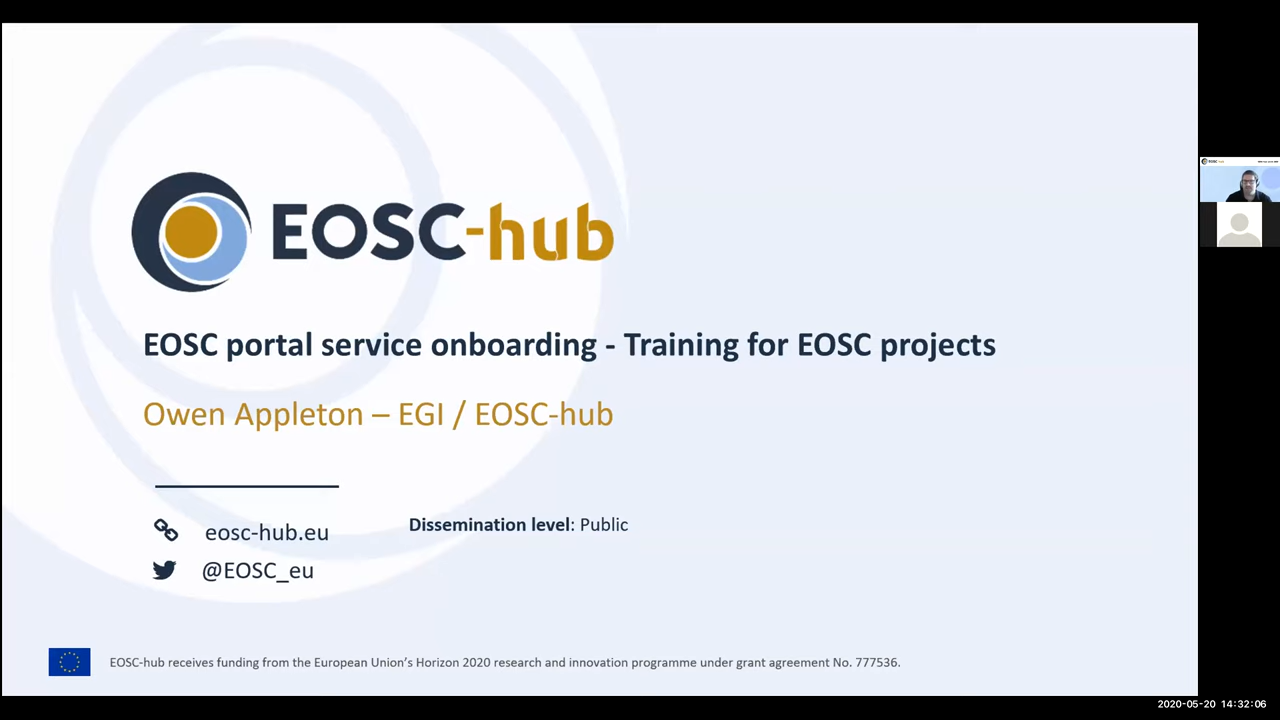 EOSC-hub
EOSC portal service onboarding - Training for EOSC projects
Owen Appleton – EGI / EOSC-hub
eosc-hub.eu
Dissemination level: Public
@EOSC_eu
EOSC-hub receives funding from the European Union's Horizon 2020 research and innovation programme under grant agreement No. 777536.
2020-05-20 14:32:06